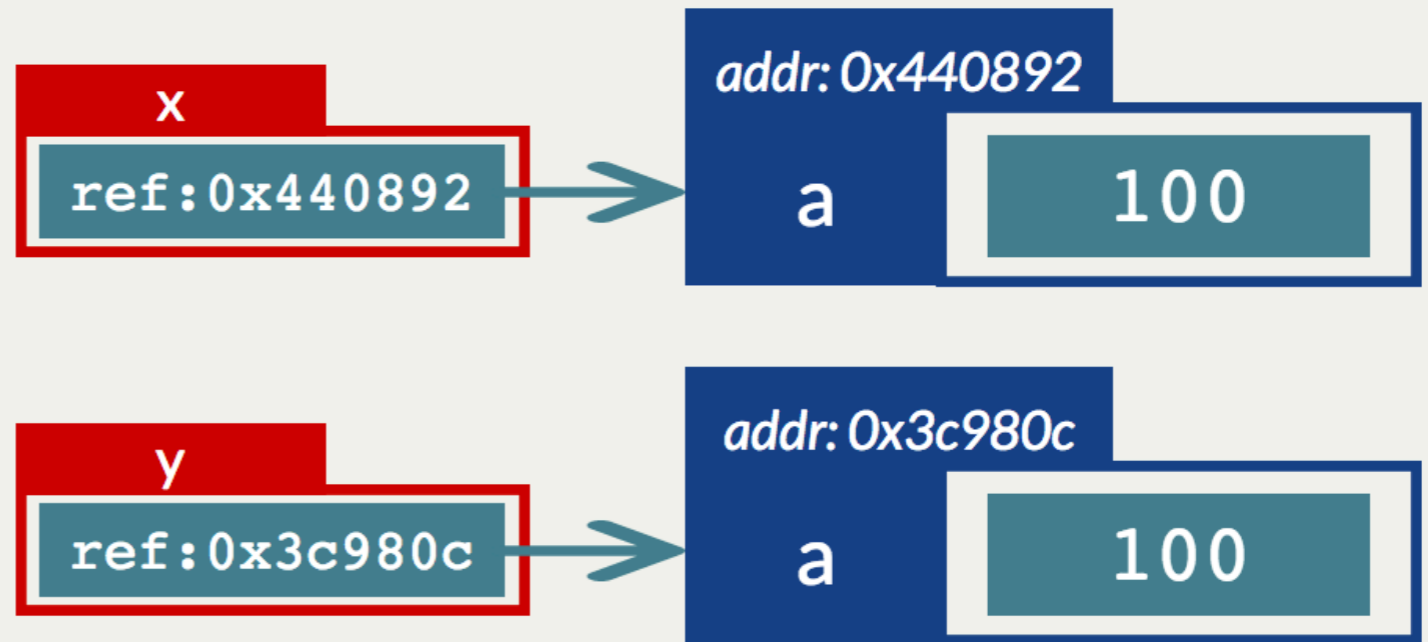 x
ref:0x440892
addr: 0x440892
a
100
y
ref:0x3c980c
addr: 0x3c980c
a
100